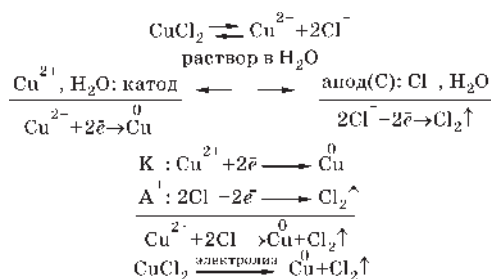 CuCl₂ ⇄ Cu²⁻+2Cl⁻
раствор в H₂O
Cu²⁺, H₂O: катод ← → анод(С): Cl⁻, H₂O
Cu²⁻+2ē→Cu⁰ 2Cl⁻−2ē→Cl₂↑
К⁻: Cu²⁺+2ē → Cu⁰
А⁺: 2Cl⁻−2ē → Cl₂↑
Cu²⁻+2Cl → Cu⁰+Cl₂↑
CuCl₂ электролиз → Cu⁰+Cl₂↑